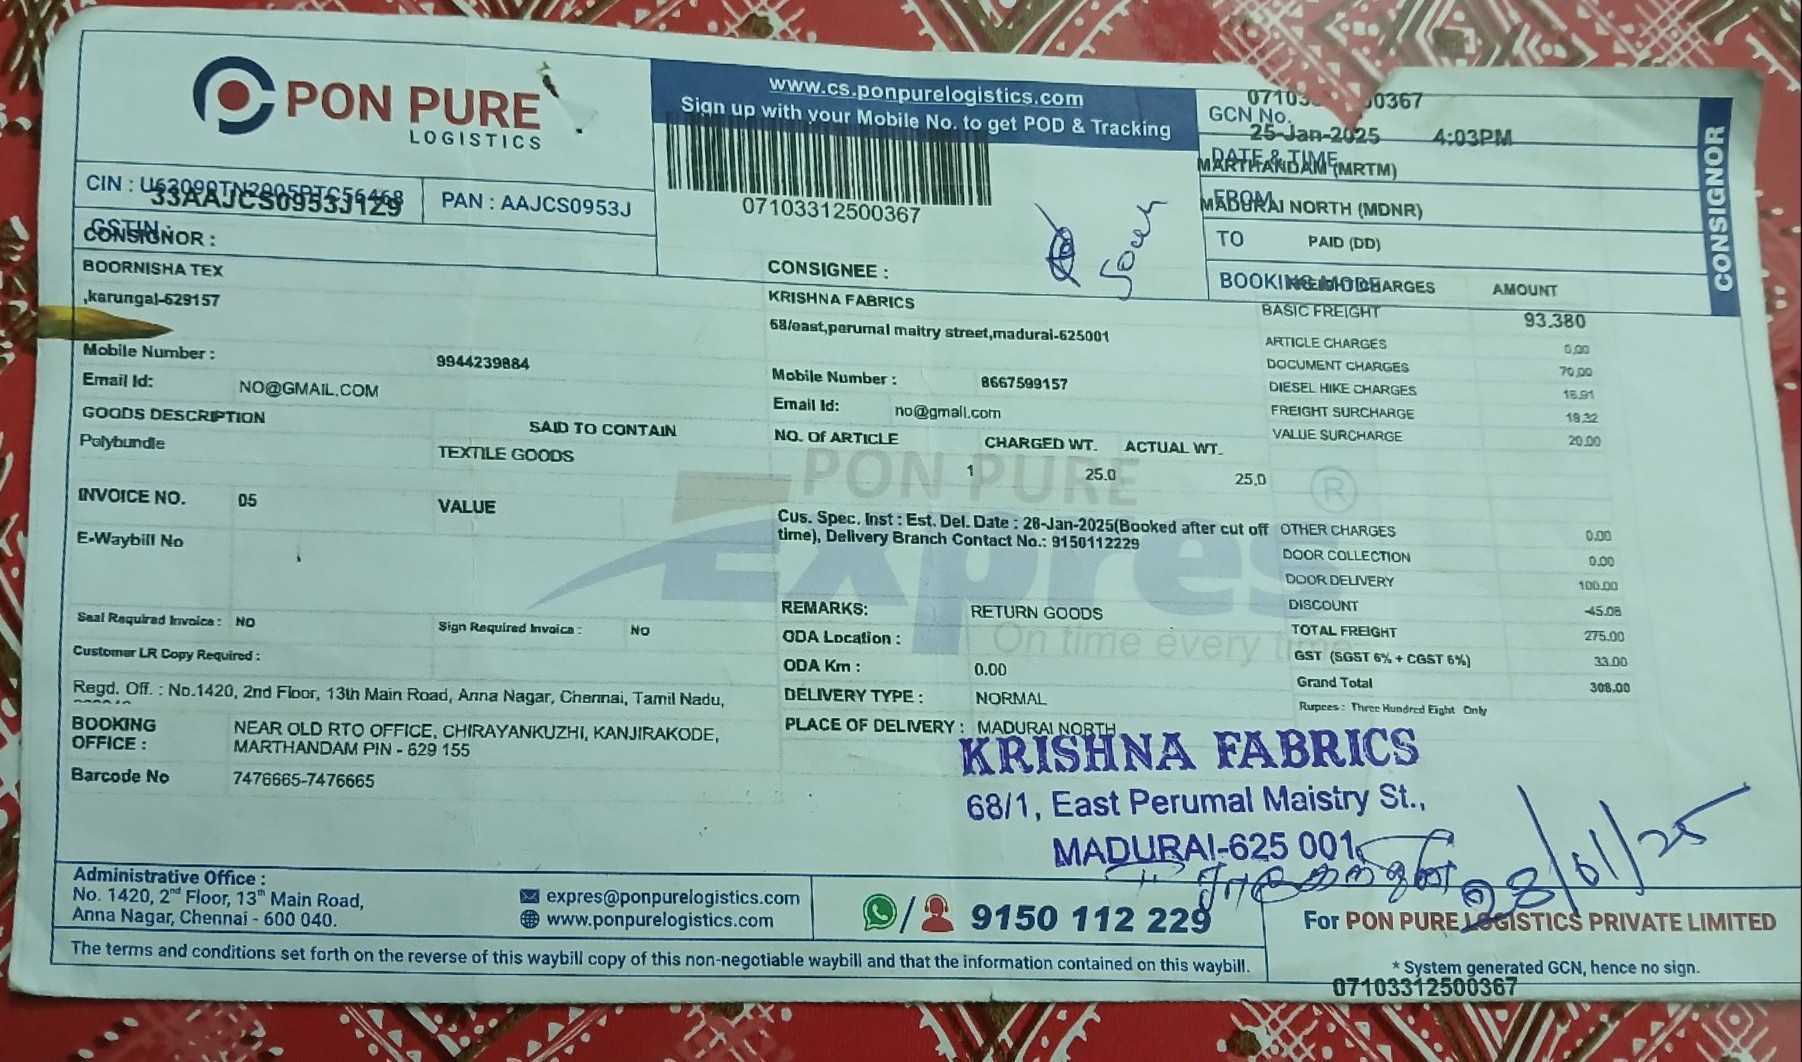 PON PURE
LOGISTICS
www.cs.ponpurelogistics.com
Sign up with your Mobile No. to get POD & Tracking
07103312500367
GCN No. 00367
DATE & TIME 25-Jan-2025 4:03PM
FROM MARTHANDAM (MRTM)
TO MADURAI NORTH (MDNR)
BOOKING MODE PAID (DD)
CONSIGNOR
CIN :
PAN : AAJCS0953J
GSTIN : 33AAJCS0953J1Z9
CONSIGNOR :
BOORNISHA TEX
,karungal-629157
Mobile Number : 9944239884
Email Id: NO@GMAIL.COM
GOODS DESCRIPTION SAID TO CONTAIN
Polybundle TEXTILE GOODS
INVOICE NO. 05 VALUE
E-Waybill No
Seal Required Invoice : NO Sign Required Invoice : NO
Customer LR Copy Required :
Regd. Off. : No.1420, 2nd Floor, 13th Main Road, Anna Nagar, Chennai, Tamil Nadu,
BOOKING OFFICE : NEAR OLD RTO OFFICE, CHIRAYANKUZHI, KANJIRAKODE,
MARTHANDAM PIN - 629 155
Barcode No 7476665-7476665
CONSIGNEE :
KRISHNA FABRICS
68/east,perumal maitry street,madurai-625001
Mobile Number : 8667599157
Email Id: no@gmail.com
NO. Of ARTICLE CHARGED WT. ACTUAL WT.
1 25.0 25.0
PON PURE
Expres
®
On time every time
Cus. Spec. Inst : Est. Del. Date : 28-Jan-2025(Booked after cut off
time), Delivery Branch Contact No.: 9150112229
REMARKS: RETURN GOODS
ODA Location :
ODA Km : 0.00
DELIVERY TYPE : NORMAL
PLACE OF DELIVERY : MADURAI NORTH
FREIGHT CHARGES AMOUNT
BASIC FREIGHT 93.380
ARTICLE CHARGES 0.00
DOCUMENT CHARGES 70.00
DIESEL HIKE CHARGES 16.91
FREIGHT SURCHARGE 19.32
VALUE SURCHARGE 20.00
OTHER CHARGES 0.00
DOOR COLLECTION 0.00
DOOR DELIVERY 100.00
DISCOUNT -45.08
TOTAL FREIGHT 275.00
GST (SGST 6% + CGST 6%) 33.00
Grand Total 308.00
Rupees : Three Hundred Eight Only
KRISHNA FABRICS
68/1, East Perumal Maistry St.,
MADURAI-625 001.
28/01/25
Administrative Office :
No. 1420, 2nd Floor, 13th Main Road,
Anna Nagar, Chennai - 600 040.
expres@ponpurelogistics.com
www.ponpurelogistics.com
9150 112 229
For PON PURE LOGISTICS PRIVATE LIMITED
The terms and conditions set forth on the reverse of this waybill copy of this non-negotiable waybill and that the information contained on this waybill.
* System generated GCN, hence no sign.
07103312500367